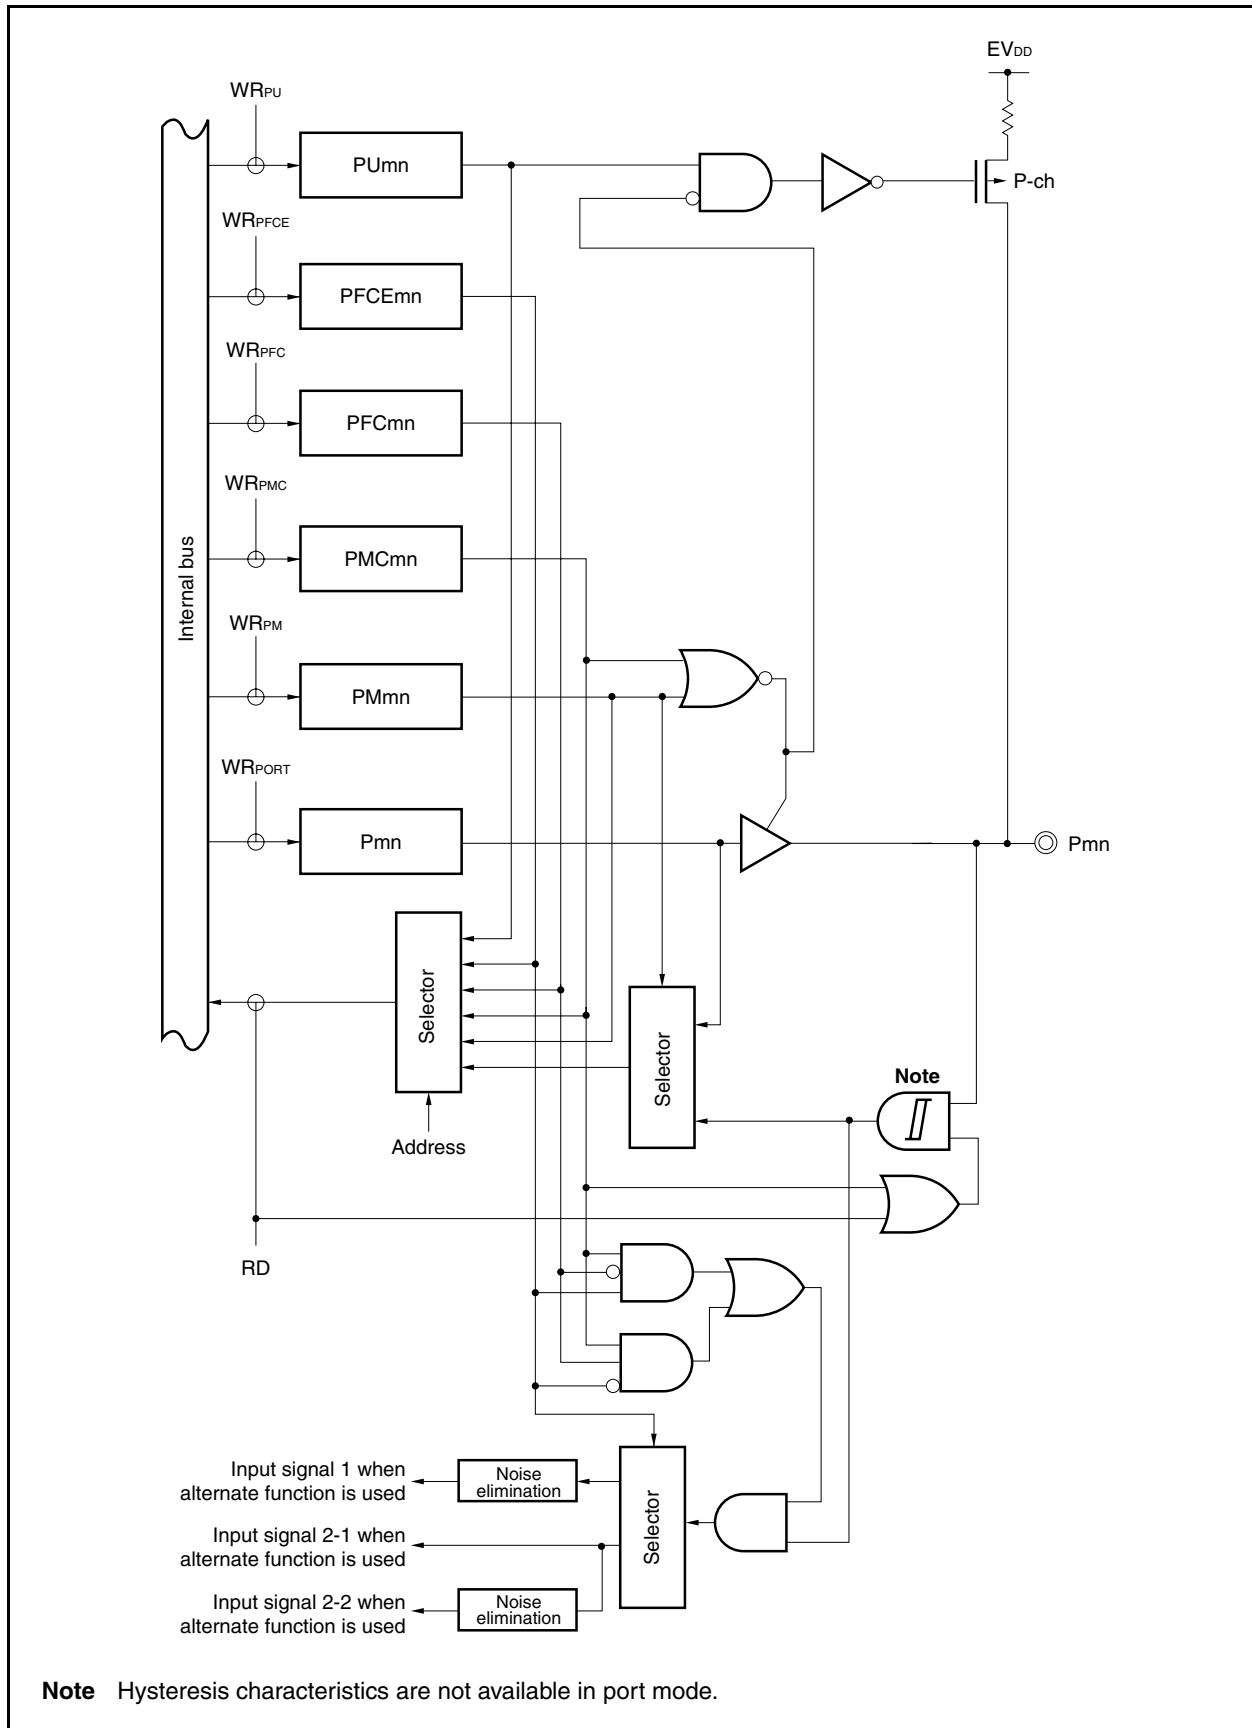 EVDD
WRPU
PUmn
P-ch
WRPFCE
PFCEmn
WRPFC
PFCmn
WRPMC
PMCmn
Internal bus
WRPM
PMmn
WRPORT
Pmn
Pmn
Selector
Selector
Note
Address
RD
Input signal 1 when
alternate function is used
Noise
elimination
Selector
Input signal 2-1 when
alternate function is used
Input signal 2-2 when
alternate function is used
Noise
elimination
Note Hysteresis characteristics are not available in port mode.